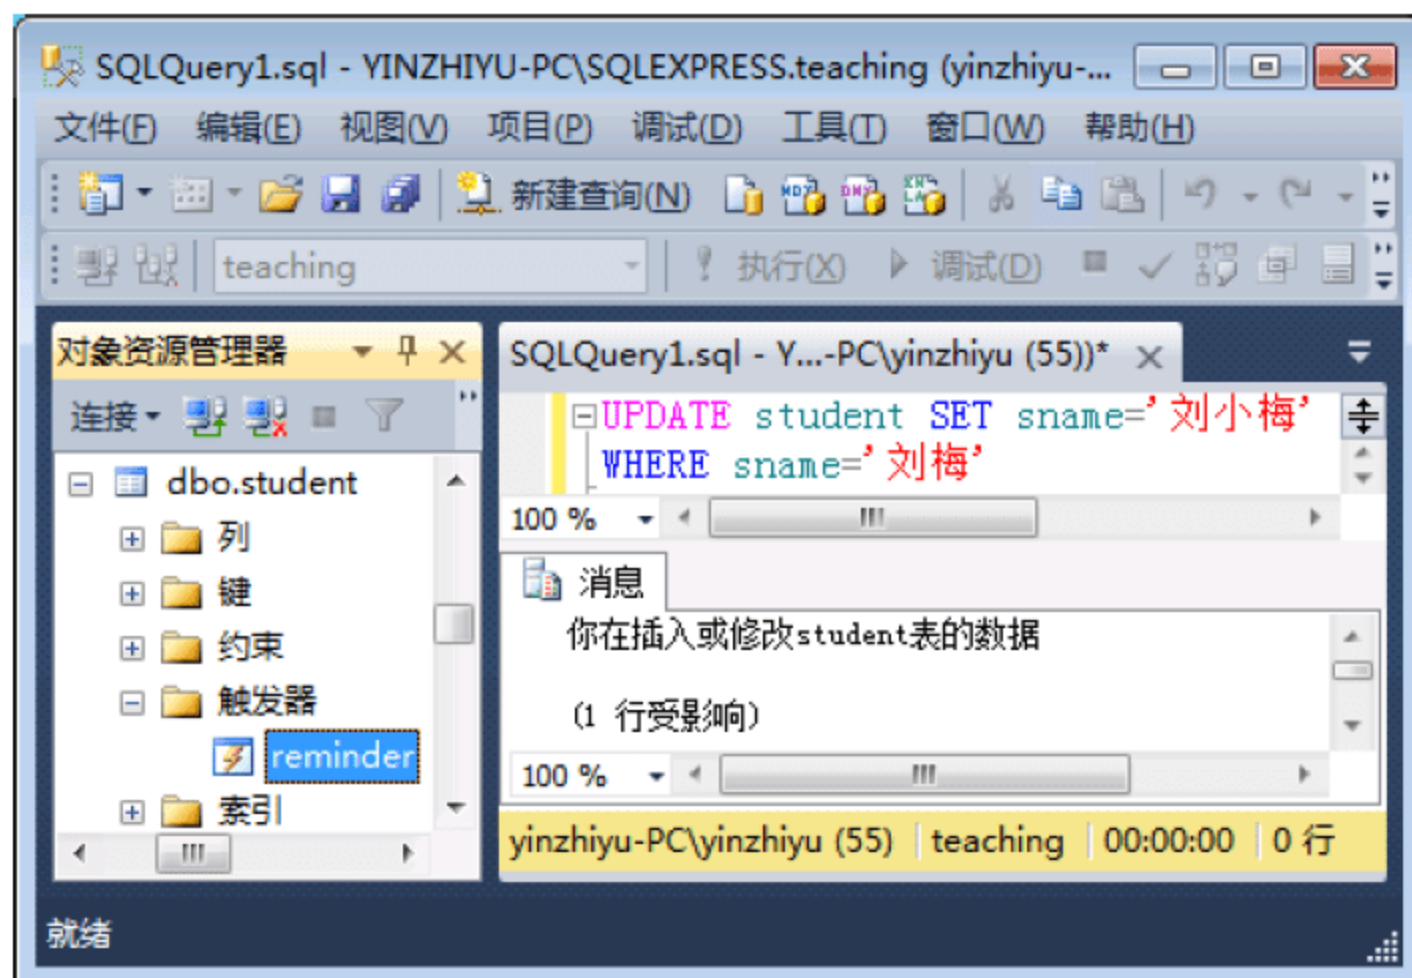 SQLQuery1.sql - YINZHIYU-PC\SQLEXPRESS.teaching (yinzhiyu-...
文件(F) 编辑(E) 视图(V) 项目(P) 调试(D) 工具(T) 窗口(W) 帮助(H)
新建查询(N) MDX DMX XM LA
teaching 执行(X) 调试(D)
对象资源管理器
连接
dbo.student
列
键
约束
触发器
reminder
索引
SQLQuery1.sql - Y...-PC\yinzhiyu (55))*
UPDATE student SET sname='刘小梅'
WHERE sname='刘梅'
100 %
消息
你在插入或修改student表的数据
(1 行受影响)
100 %
yinzhiyu-PC\yinzhiyu (55) teaching 00:00:00 0 行
就绪